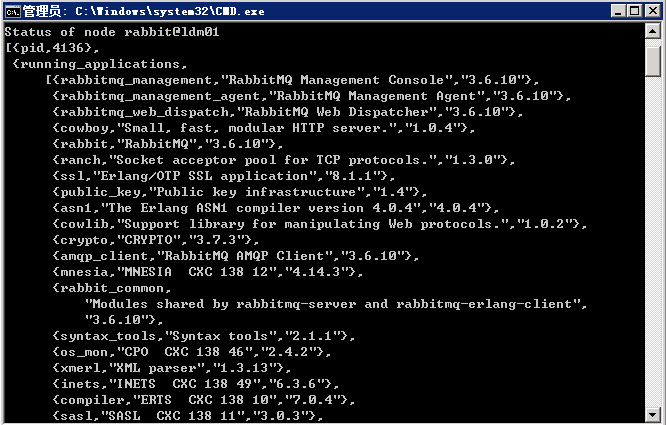 管理员: C:\Windows\system32\CMD.exe
Status of node rabbit@ldm01
[{pid,4136},
 {running_applications,
     [{rabbitmq_management,"RabbitMQ Management Console","3.6.10"},
      {rabbitmq_management_agent,"RabbitMQ Management Agent","3.6.10"},
      {rabbitmq_web_dispatch,"RabbitMQ Web Dispatcher","3.6.10"},
      {cowboy,"Small, fast, modular HTTP server.","1.0.4"},
      {rabbit,"RabbitMQ","3.6.10"},
      {ranch,"Socket acceptor pool for TCP protocols.","1.3.0"},
      {ssl,"Erlang/OTP SSL application","8.1.1"},
      {public_key,"Public key infrastructure","1.4"},
      {asn1,"The Erlang ASN1 compiler version 4.0.4","4.0.4"},
      {cowlib,"Support library for manipulating Web protocols.","1.0.2"},
      {crypto,"CRYPTO","3.7.3"},
      {amqp_client,"RabbitMQ AMQP Client","3.6.10"},
      {mnesia,"MNESIA  CXC 138 12","4.14.3"},
      {rabbit_common,
          "Modules shared by rabbitmq-server and rabbitmq-erlang-client",
          "3.6.10"},
      {syntax_tools,"Syntax tools","2.1.1"},
      {os_mon,"CPO  CXC 138 46","2.4.2"},
      {xmerl,"XML parser","1.3.13"},
      {inets,"INETS  CXC 138 49","6.3.6"},
      {compiler,"ERTS  CXC 138 10","7.0.4"},
      {sasl,"SASL  CXC 138 11","3.0.3"},